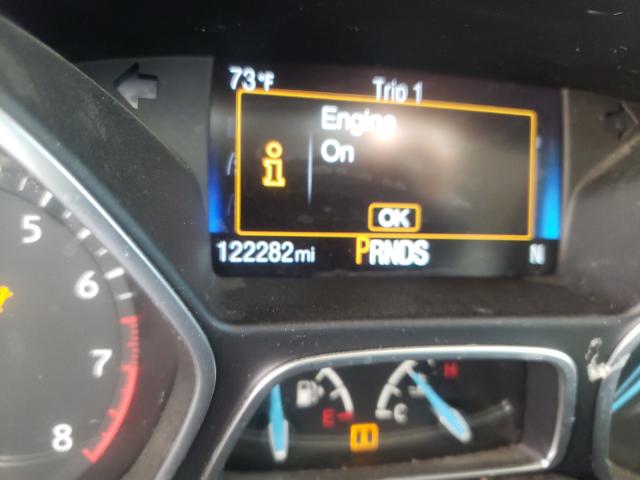 73°F Trip 1
Engine
On
OK
122282mi PRNDS N
5
6
7
8
H
E C